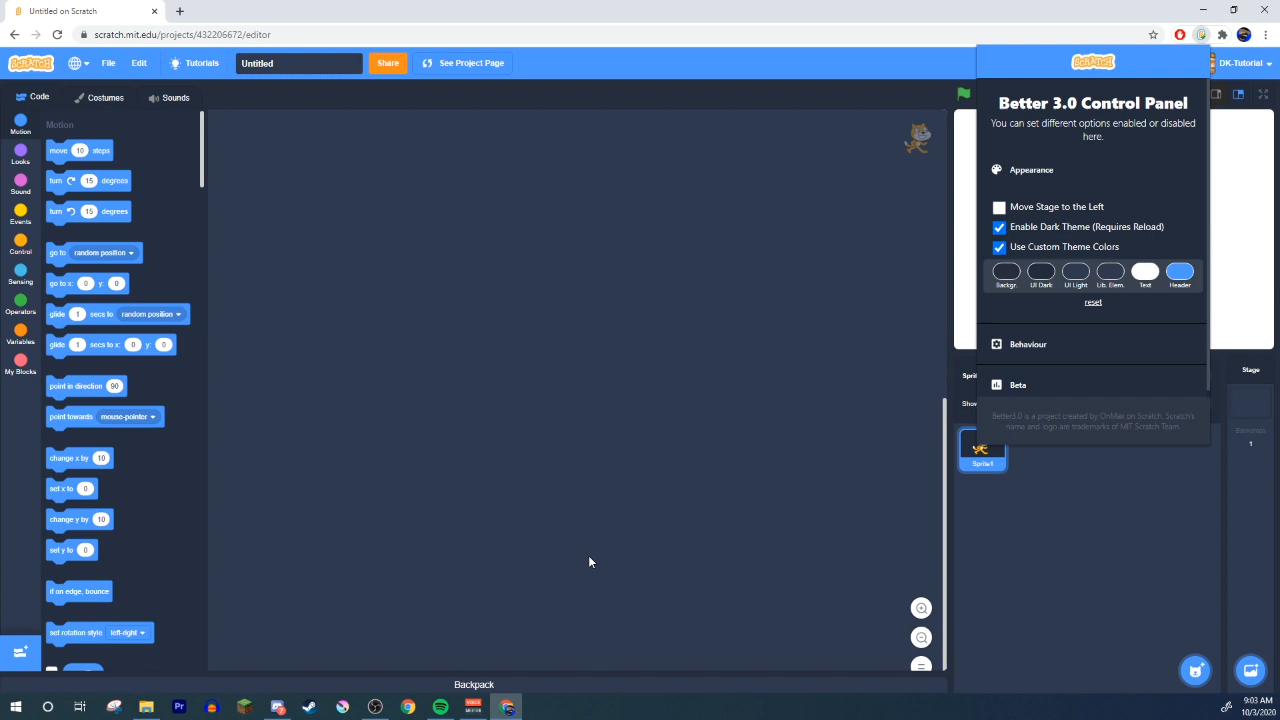 Untitled on Scratch
scratch.mit.edu/projects/432206672/editor
SCRATCH
File
Edit
Tutorials
Untitled
Share
See Project Page
SCRATCH
DK-Tutorial
Code
Costumes
Sounds
Motion
Looks
Sound
Events
Control
Sensing
Operators
Variables
My Blocks
Motion
move 10 steps
turn 15 degrees
turn 15 degrees
go to random position
go to x: 0 y: 0
glide 1 secs to random position
glide 1 secs to x: 0 y: 0
point in direction 90
point towards mouse-pointer
change x by 10
set x to 0
change y by 10
set y to 0
if on edge, bounce
set rotation style left-right
Better 3.0 Control Panel
You can set different options enabled or disabled
here.
Appearance
Move Stage to the Left
Enable Dark Theme (Requires Reload)
Use Custom Theme Colors
Backgr. UI Dark UI Light Lib. Elem. Text Header
reset
Behaviour
Beta
Better3.0 is a project created by OnMax on Scratch. Scratch's
name and logo are trademarks of MIT Scratch Team.
Sprit
Show
Sprite1
Stage
Backdrops
1
Backpack
Pr
VOICE
MEETER
9:03 AM
10/3/2020